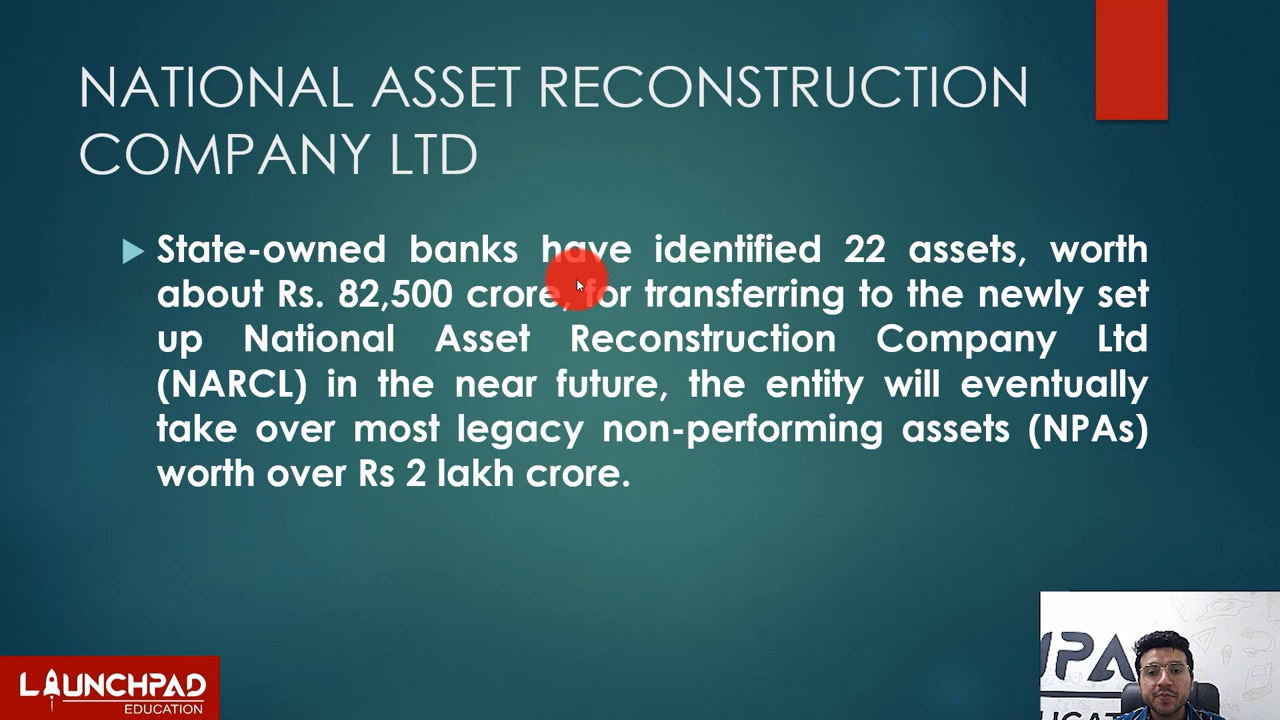 NATIONAL ASSET RECONSTRUCTION
COMPANY LTD
State-owned banks have identified 22 assets, worth
about Rs. 82,500 crore, for transferring to the newly set
up National Asset Reconstruction Company Ltd
(NARCL) in the near future, the entity will eventually
take over most legacy non-performing assets (NPAs)
worth over Rs 2 lakh crore.
LAUNCHPAD
EDUCATION